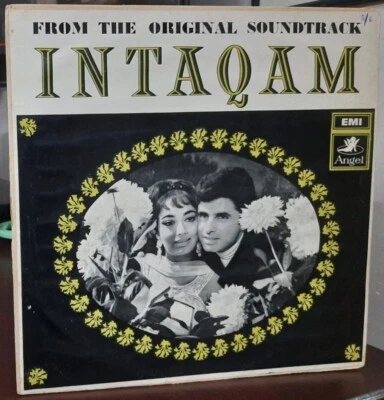 FROM THE ORIGINAL SOUNDTRACK
INTAQAM
EMI
Angel